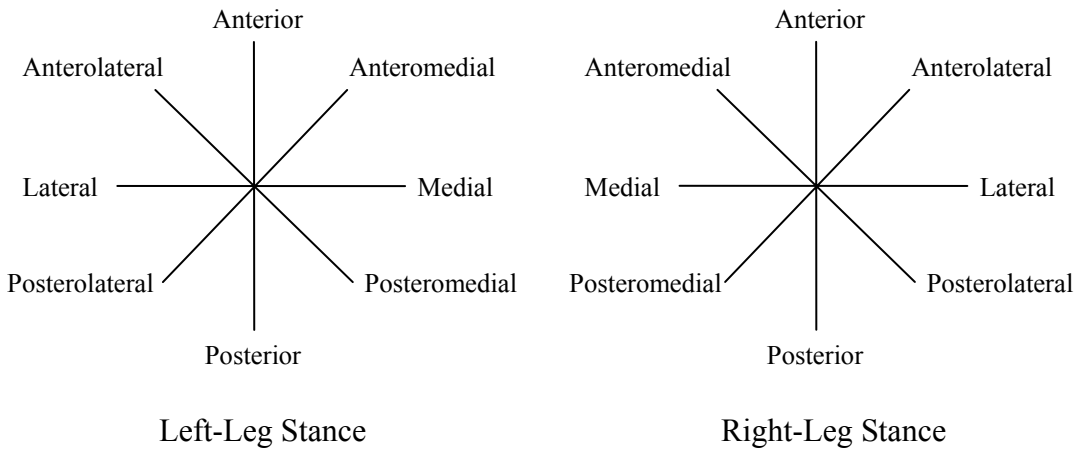 Anterior
Anterolateral
Anteromedial
Lateral
Medial
Posterolateral
Posteromedial
Posterior
Left-Leg Stance
Anterior
Anteromedial
Anterolateral
Medial
Lateral
Posteromedial
Posterolateral
Posterior
Right-Leg Stance